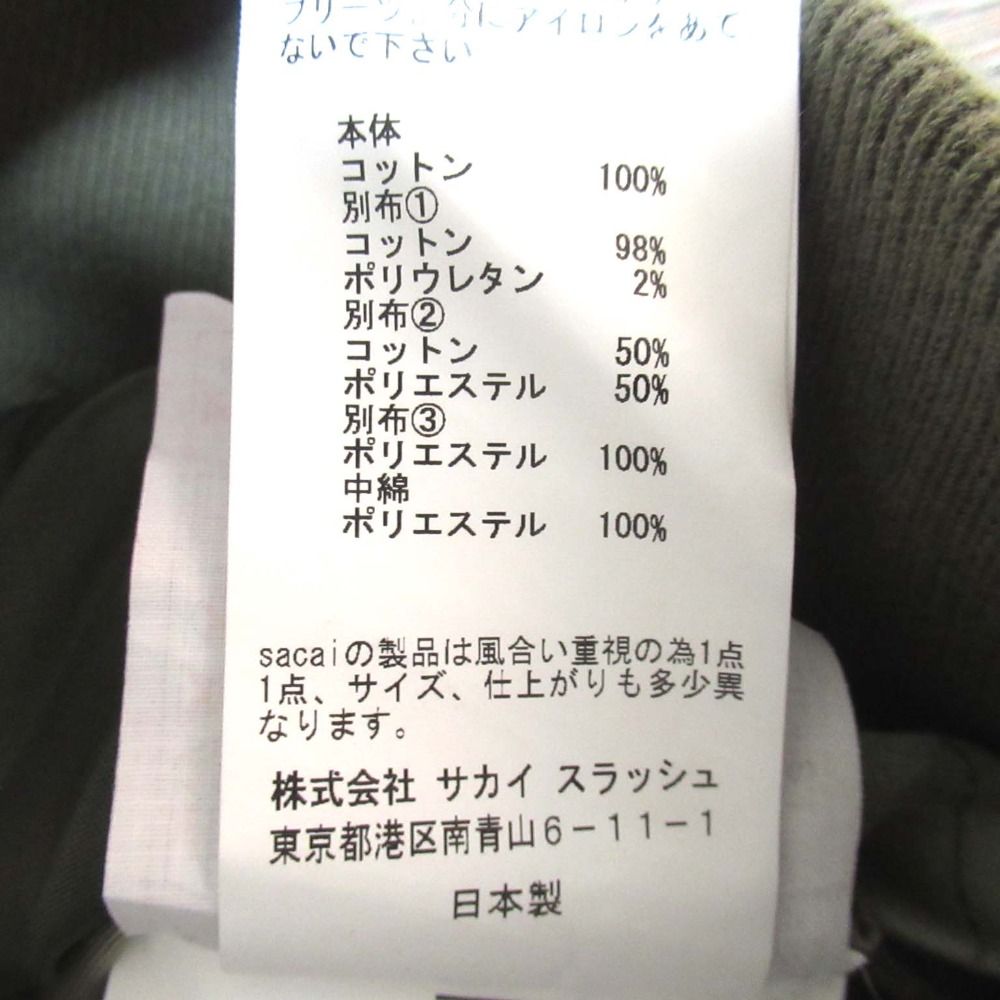 ないで下さい
本体
コットン 100%
別布①
コットン 98%
ポリウレタン 2%
別布②
コットン 50%
ポリエステル 50%
別布③
ポリエステル 100%
中綿
ポリエステル 100%
sacaiの製品は風合い重視の為1点
1点、サイズ、仕上がりも多少異
なります。
株式会社 サカイ スラッシュ
東京都港区南青山6-11-1
日本製